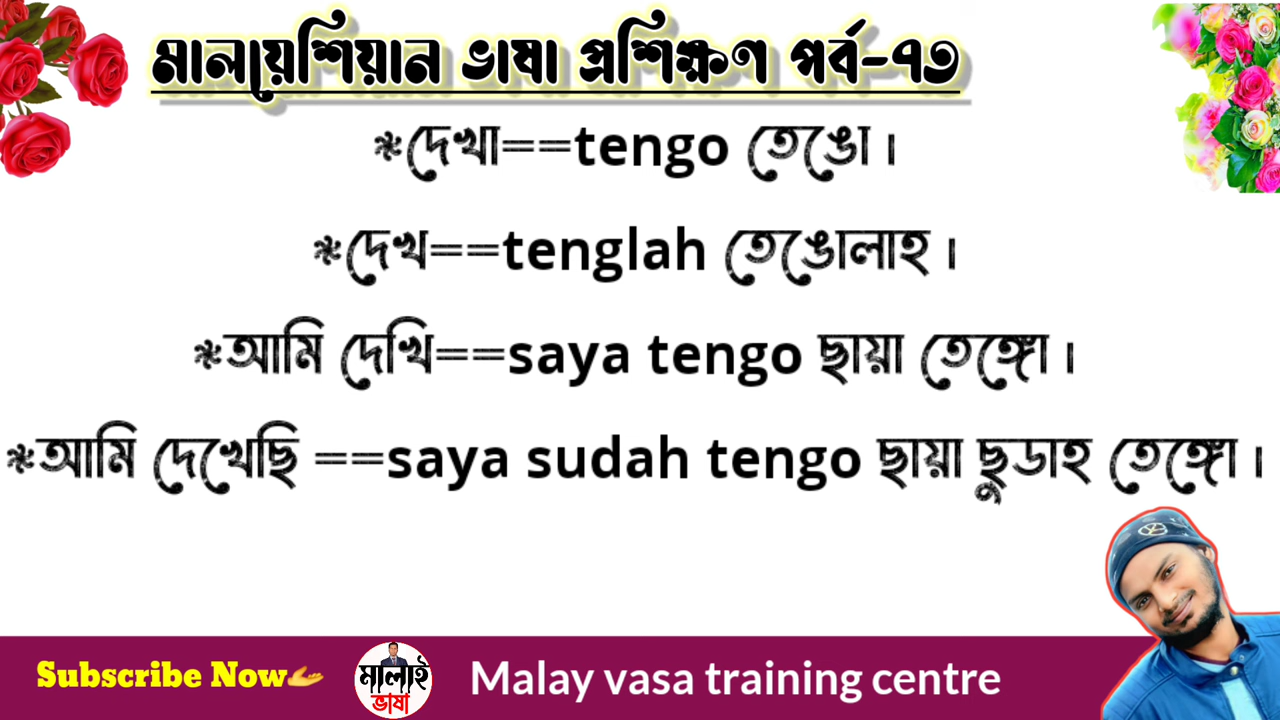 মালয়েশিয়ান ভাষা প্রশিক্ষণ পর্ব-৭৩
*দেখা==tengo তেঙো।
*দেখ==tenglah তেঙোলাহ।
*আমি দেখি==saya tengo ছায়া তেঙ্গো।
*আমি দেখেছি ==saya sudah tengo ছায়া ছুডাহ তেঙ্গো।
Subscribe Now
মালাই
ভাষা
Malay vasa training centre